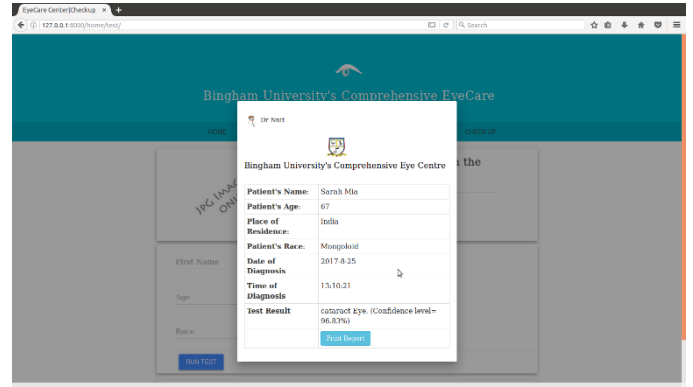 EyeCare Center|Checkup × +
127.0.0.1:8000/home/test/
Search
Bingham University's Comprehensive EyeCare
HOME
CHECK UP
Dr Nait
Bingham University's Comprehensive Eye Centre
n the
JPG IMAG
ONL
Patient's Name: Sarah Mia
Patient's Age: 67
Place of India
Residence:
Patient's Race: Mongoloid
Date of 2017-8-25
Diagnosis
Time of 13:10:21
Diagnosis
Test Result cataract Eye. (Confidence level=
96.83%)
Print Report
First Name
Age
Race
RUN TEST